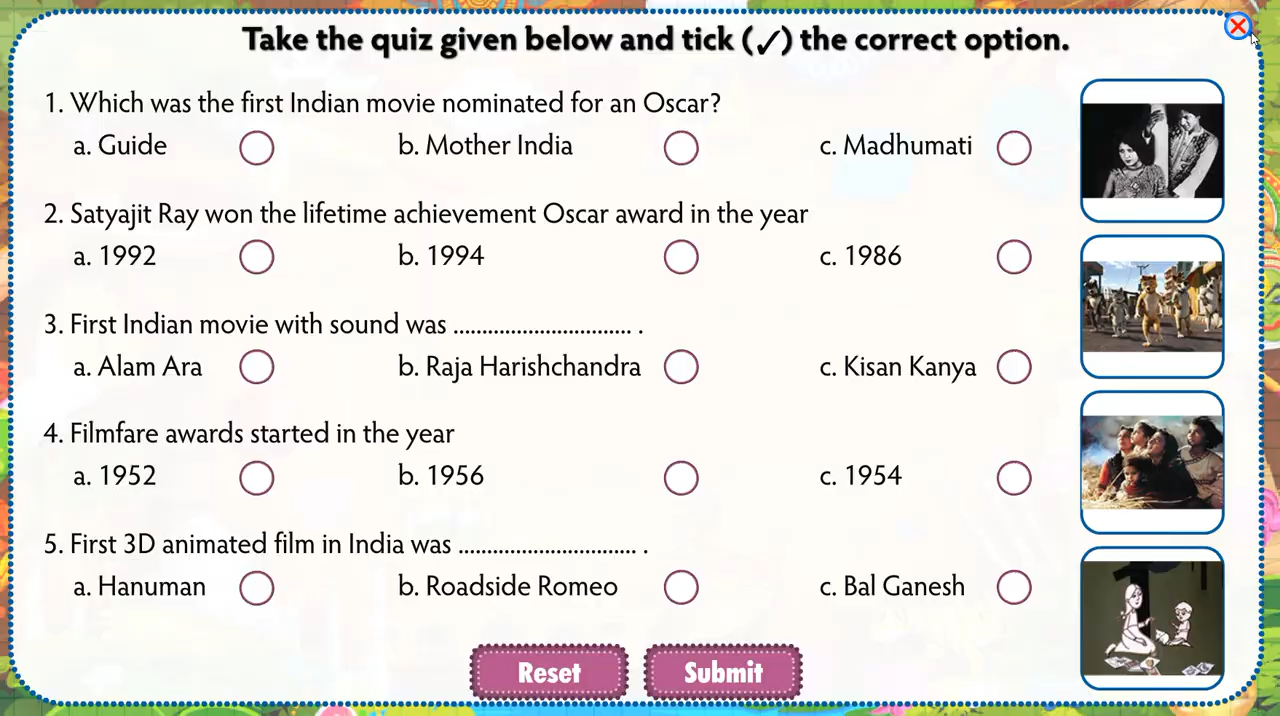 Take the quiz given below and tick (✓) the correct option.
1. Which was the first Indian movie nominated for an Oscar?
a. Guide b. Mother India c. Madhumati
2. Satyajit Ray won the lifetime achievement Oscar award in the year
a. 1992 b. 1994 c. 1986
3. First Indian movie with sound was ............................... .
a. Alam Ara b. Raja Harishchandra c. Kisan Kanya
4. Filmfare awards started in the year
a. 1952 b. 1956 c. 1954
5. First 3D animated film in India was ............................... .
a. Hanuman b. Roadside Romeo c. Bal Ganesh
Reset Submit